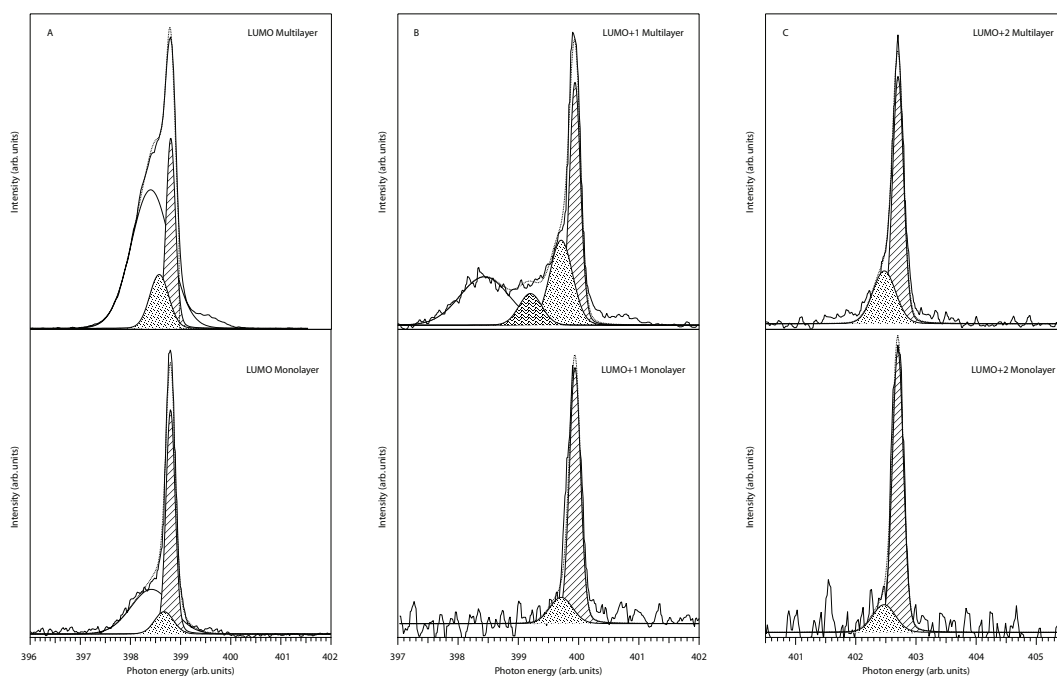 A
LUMO Multilayer
B
LUMO+1 Multilayer
C
LUMO+2 Multilayer
Intensity (arb. units)
Intensity (arb. units)
Intensity (arb. units)
LUMO Monolayer
LUMO+1 Monolayer
LUMO+2 Monolayer
Intensity (arb. units)
Intensity (arb. units)
Intensity (arb. units)
396 397 398 399 400 401 402
397 398 399 400 401 402
401 402 403 404 405
Photon energy (arb. units)
Photon energy (arb. units)
Photon energy (arb. units)